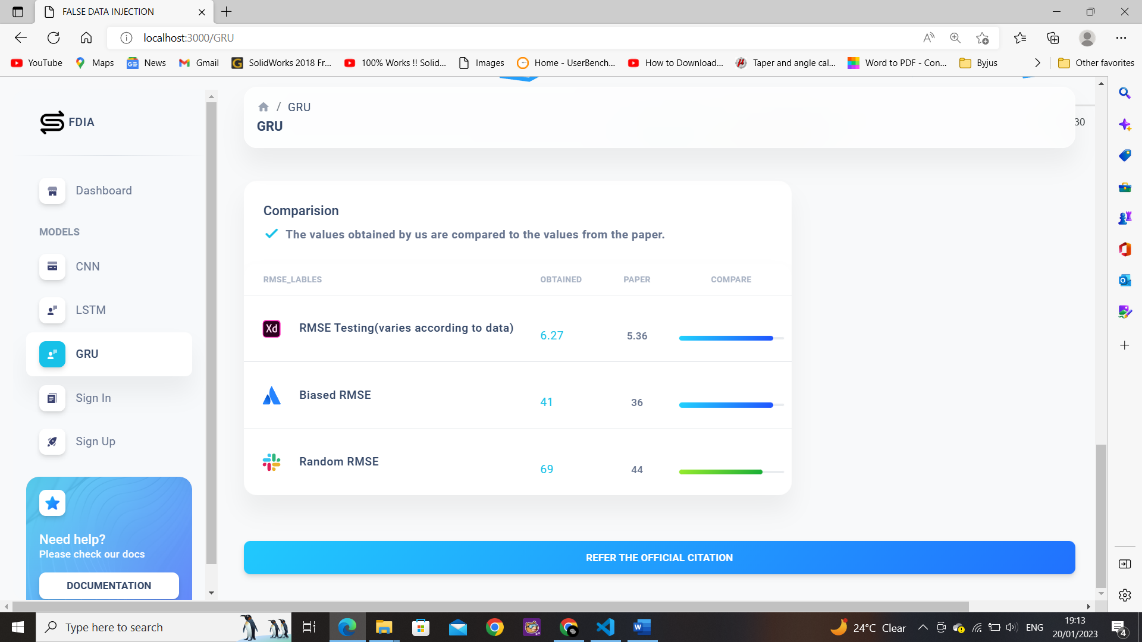 FALSE DATA INJECTION
localhost:3000/GRU
YouTube Maps News Gmail SolidWorks 2018 Fr... 100% Works !! Solid... Images Home - UserBench... How to Download... Taper and angle cal... Word to PDF - Con... Byjus Other favorites
FDIA
Dashboard
MODELS
CNN
LSTM
GRU
Sign In
Sign Up
Need help?
Please check our docs
DOCUMENTATION
/ GRU
GRU
30
Comparision
The values obtained by us are compared to the values from the paper.
RMSE_LABLES OBTAINED PAPER COMPARE
Xd RMSE Testing(varies according to data) 6.27 5.36
Biased RMSE 41 36
Random RMSE 69 44
REFER THE OFFICIAL CITATION
Type here to search
24°C Clear
ENG
19:13
20/01/2023
4